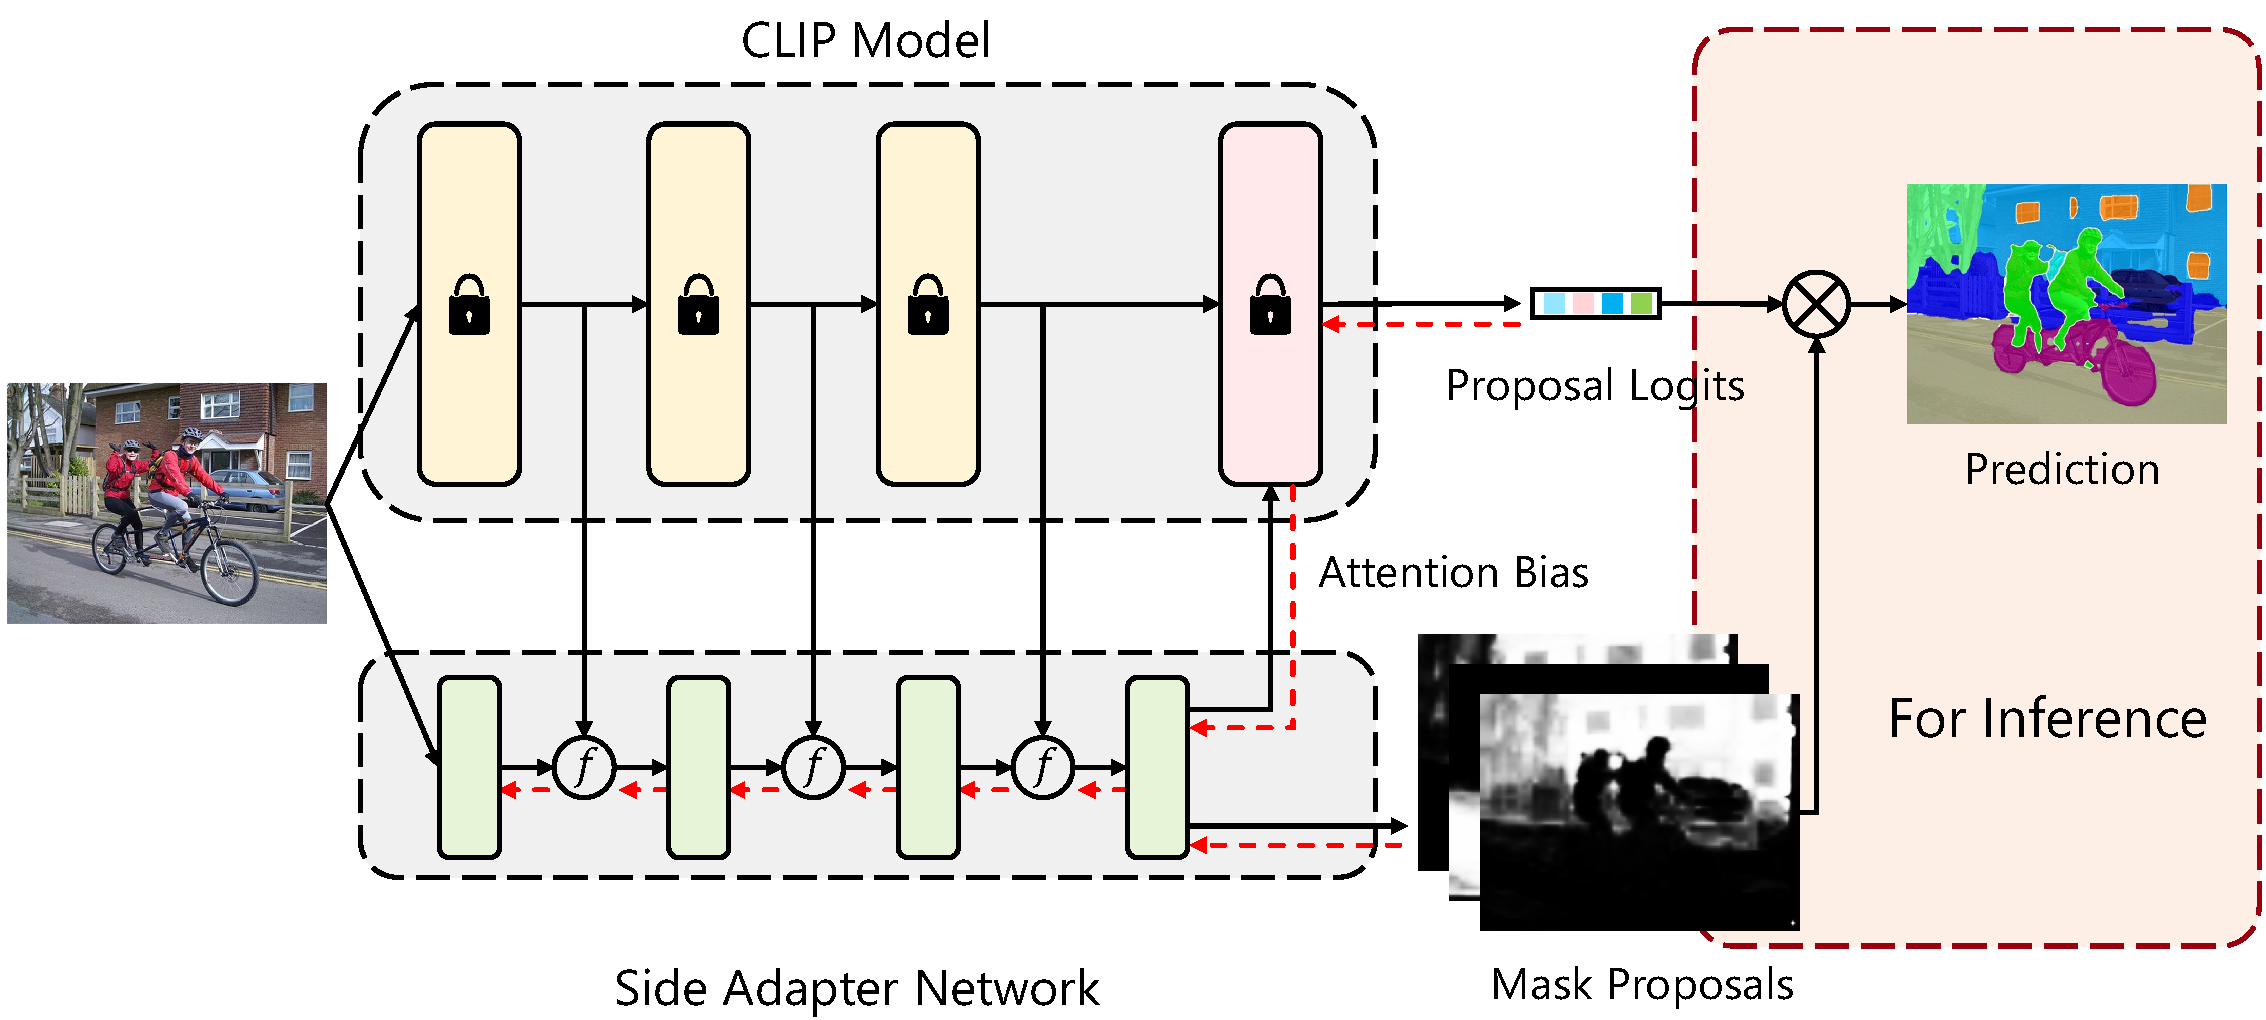 CLIP Model
Proposal Logits
Prediction
Attention Bias
For Inference
f
f
f
Side Adapter Network
Mask Proposals